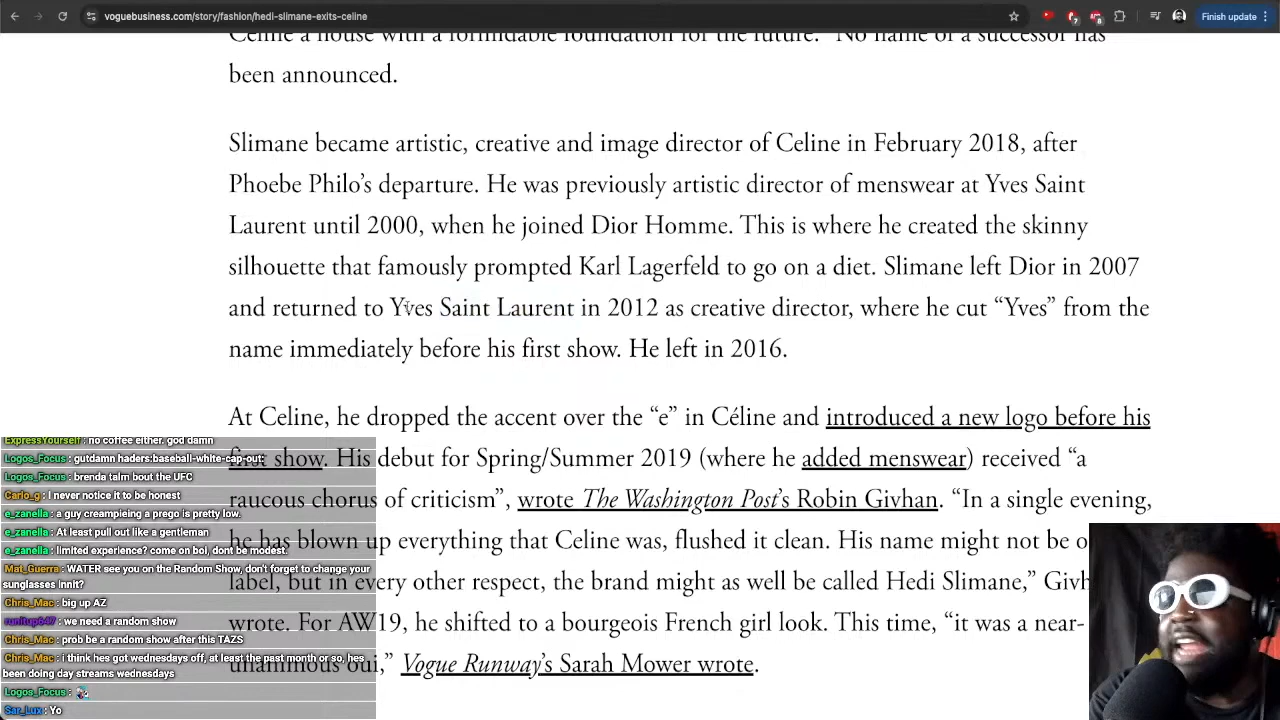 voguebusiness.com/story/fashion/hedi-slimane-exits-celine
Finish update
Celine a house with a formidable foundation for the future.” No name of a successor has
been announced.
Slimane became artistic, creative and image director of Celine in February 2018, after
Phoebe Philo’s departure. He was previously artistic director of menswear at Yves Saint
Laurent until 2000, when he joined Dior Homme. This is where he created the skinny
silhouette that famously prompted Karl Lagerfeld to go on a diet. Slimane left Dior in 2007
and returned to Yves Saint Laurent in 2012 as creative director, where he cut “Yves” from the
name immediately before his first show. He left in 2016.
At Celine, he dropped the accent over the “e” in Céline and introduced a new logo before his
first show. His debut for Spring/Summer 2019 (where he added menswear) received “a
raucous chorus of criticism”, wrote The Washington Post’s Robin Givhan. “In a single evening,
he has blown up everything that Celine was, flushed it clean. His name might not be o
label, but in every other respect, the brand might as well be called Hedi Slimane,” Givh
wrote. For AW19, he shifted to a bourgeois French girl look. This time, “it was a near-
unanimous oui,” Vogue Runway’s Sarah Mower wrote.
ExpressYourself: no coffee either. god damn
Logos_Focus: gutdamn haders:baseball-white-cap-out:
Logos_Focus: brenda talm bout the UFC
Carlo_g: I never notice it to be honest
e_zanella: a guy creampieing a prego is pretty low.
e_zanella: At least pull out like a gentleman
e_zanella: limited experience? come on boi, dont be modest.
Mat_Guerra: WATER see you on the Random Show, don't forget to change your
sunglasses innit?
Chris_Mac: big up AZ
runitup647: we need a random show
Chris_Mac: prob be a random show after this TAZS
Chris_Mac: i think hes got wednesdays off, at least the past month or so, hes
been doing day streams wednesdays
Logos_Focus:
Sar_Lux: Yo